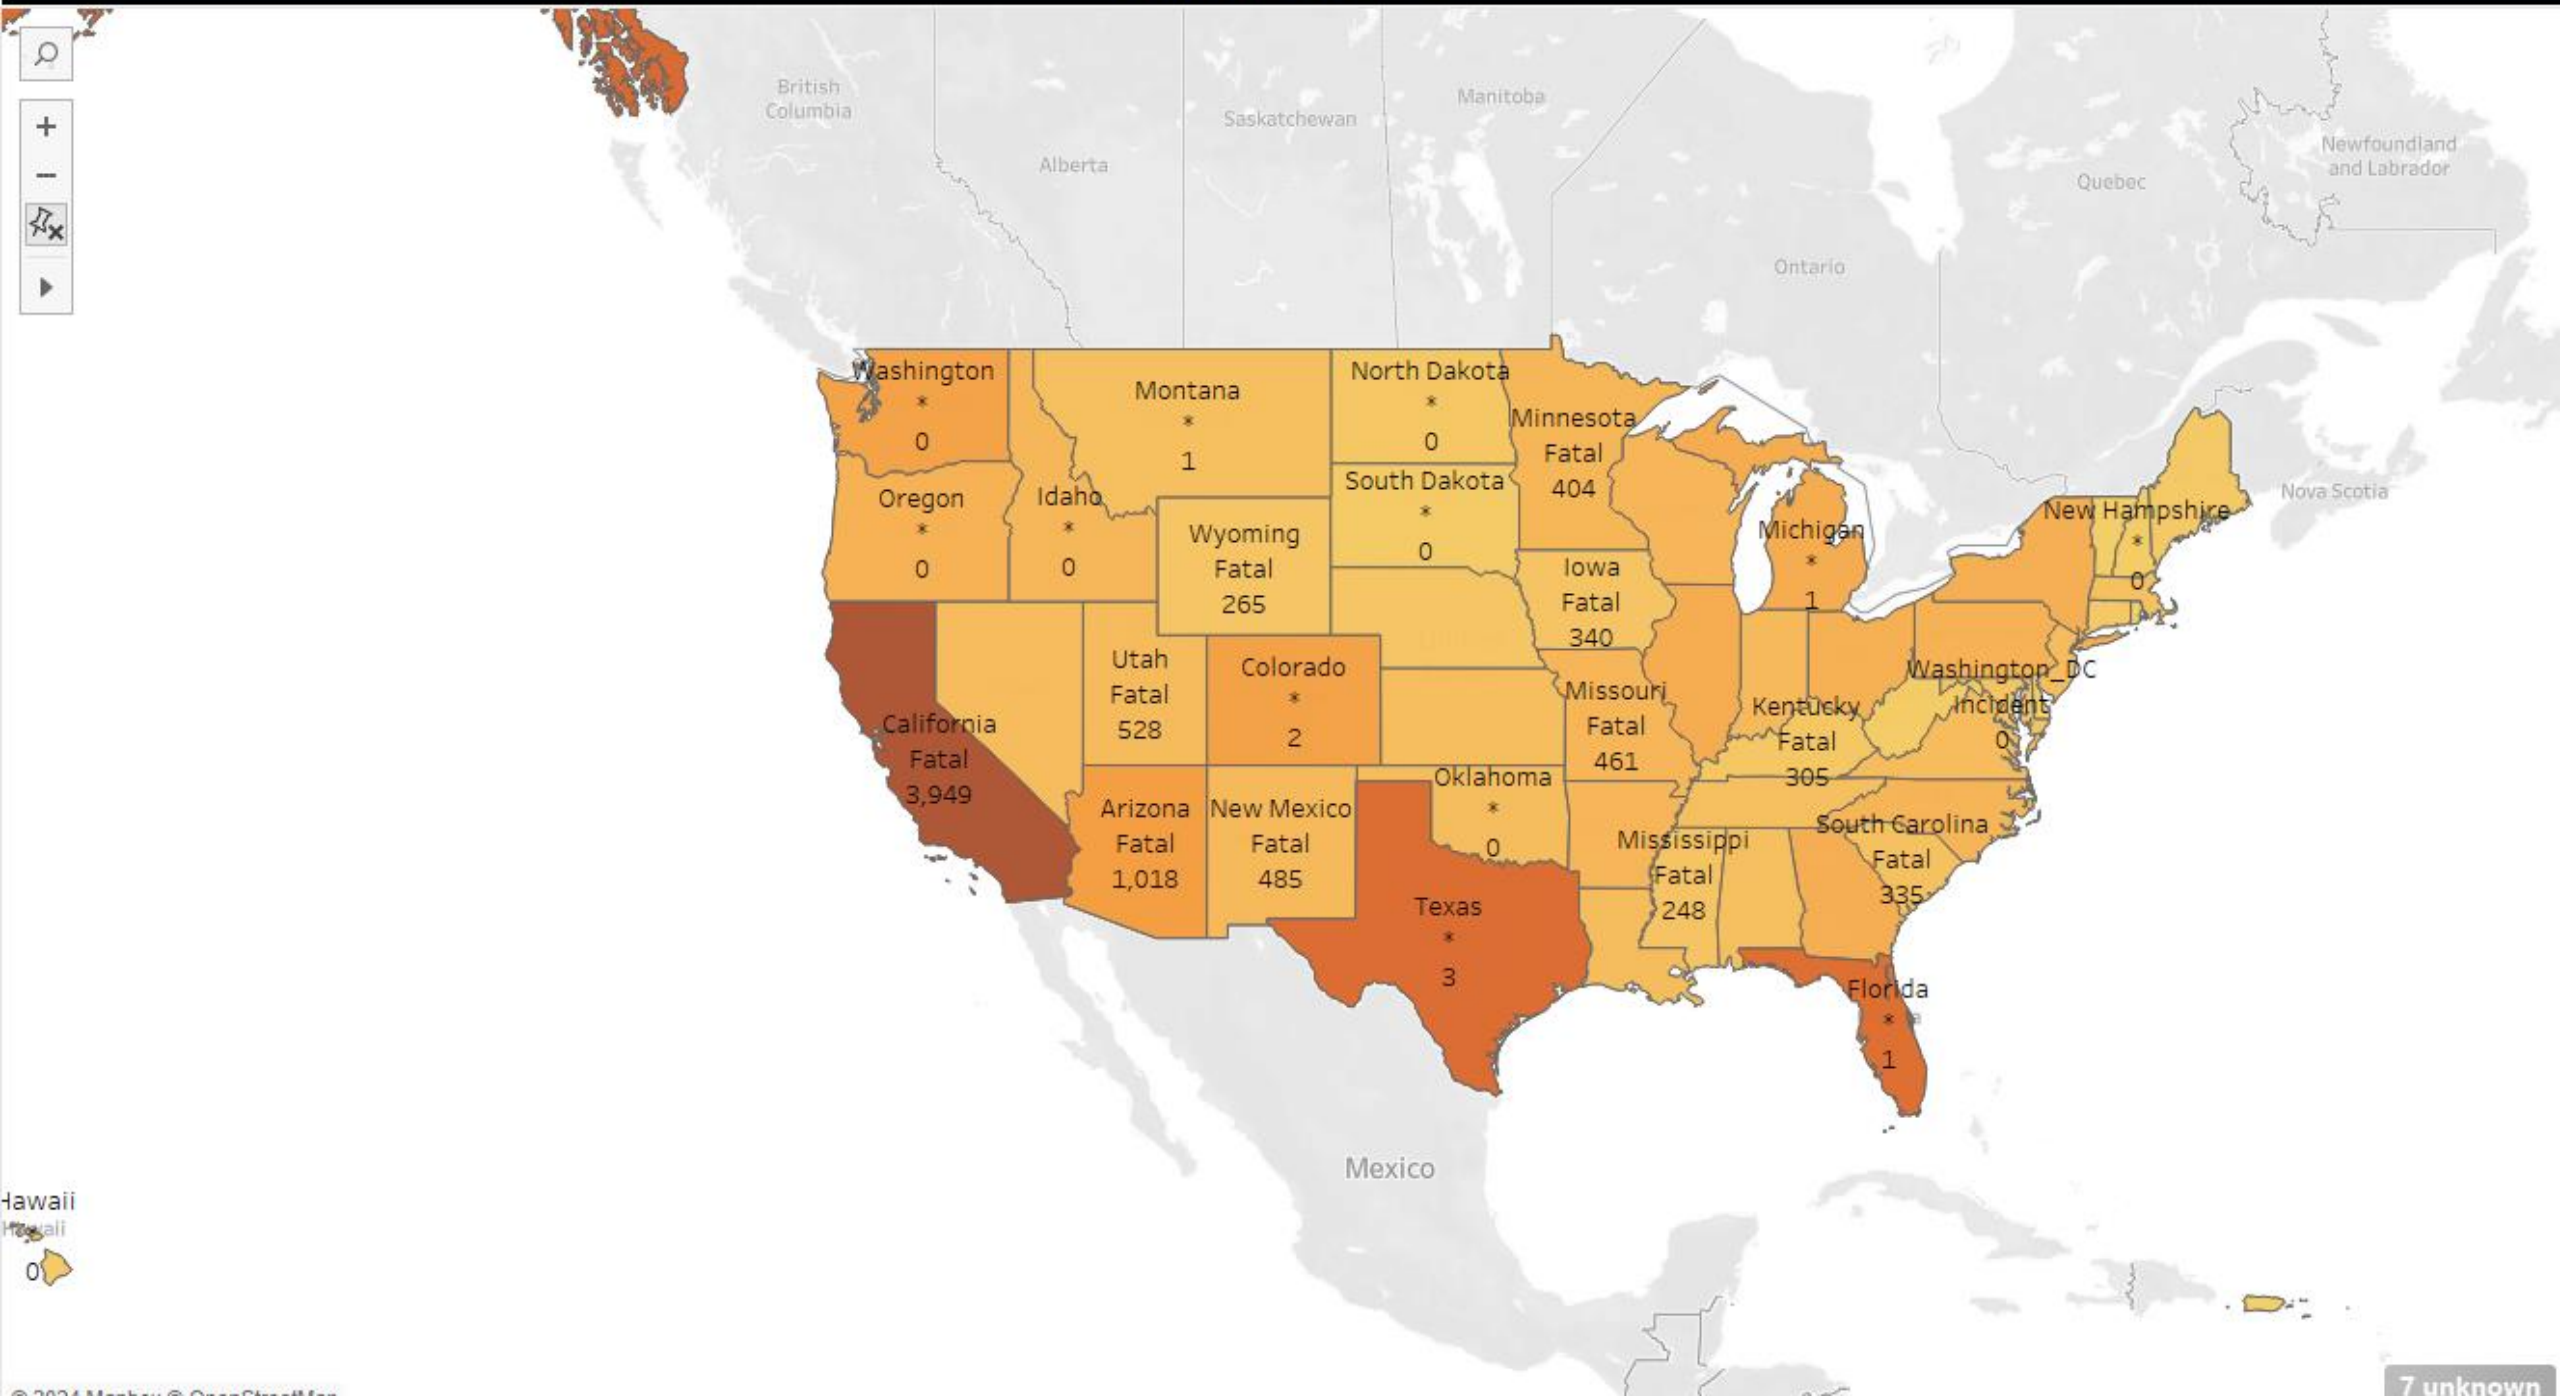 British
Columbia
Alberta
Saskatchewan
Manitoba
Ontario
Quebec
Newfoundland
and Labrador
Nova Scotia
Washington
*
0
Montana
*
1
North Dakota
*
0
Minnesota
Fatal
404
Oregon
*
0
Idaho
*
0
Wyoming
Fatal
265
South Dakota
*
0
Iowa
Fatal
340
Michigan
*
1
New Hampshire
*
0
California
Fatal
3,949
Utah
Fatal
528
Colorado
*
2
Missouri
Fatal
461
Kentucky
Fatal
305
Washington_DC
Incident
0
Arizona
Fatal
1,018
New Mexico
Fatal
485
Oklahoma
*
0
Mississippi
Fatal
248
South Carolina
Fatal
335
Texas
*
3
Florida
*
1
Mexico
Hawaii
Hawaii
0
© 2024 Mapbox © OpenStreetMap
7 unknown